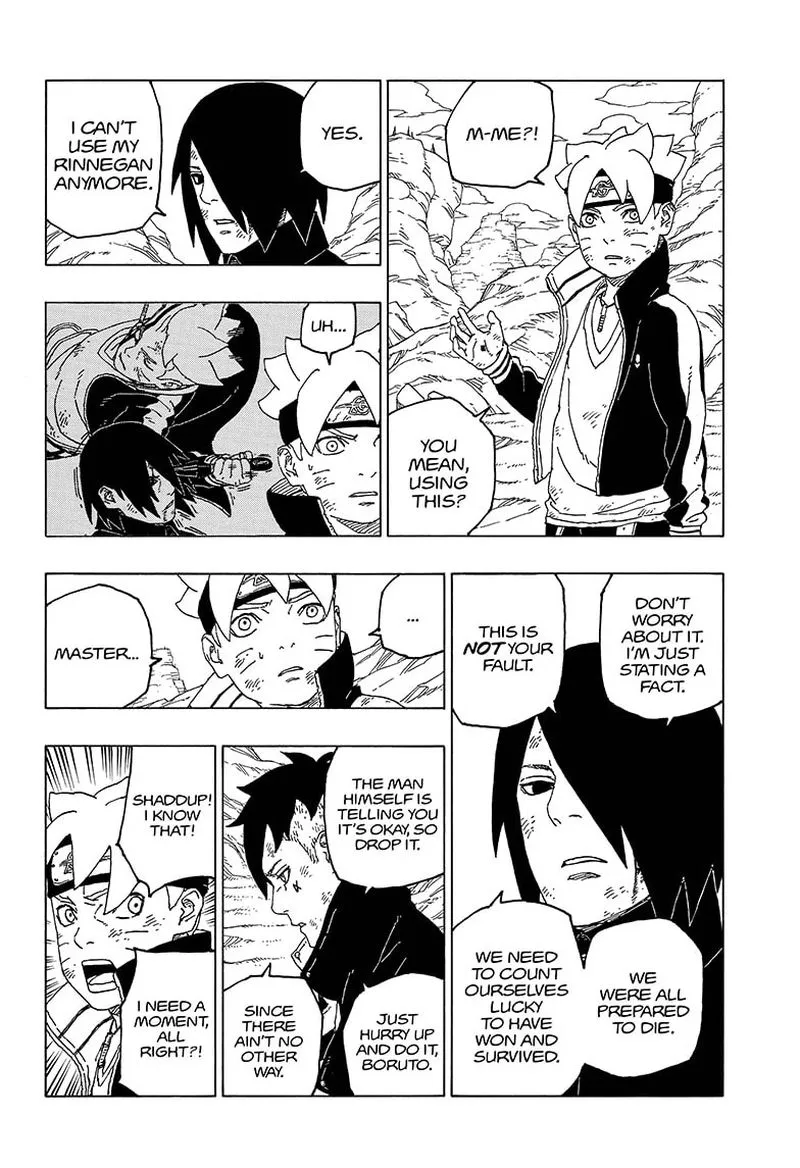 M-ME?!
YOU
MEAN,
USING
THIS?
YES.
I CAN'T
USE MY
RINNEGAN
ANYMORE.
UH...
DON'T
WORRY
ABOUT IT.
I'M JUST
STATING A
FACT.
THIS IS
NOT YOUR
FAULT.
WE
WERE ALL
PREPARED
TO DIE.
WE NEED
TO COUNT
OURSELVES
LUCKY
TO HAVE
WON AND
SURVIVED.
...
MASTER...
THE MAN
HIMSELF IS
TELLING YOU
IT'S OKAY, SO
DROP IT.
JUST
HURRY UP
AND DO IT,
BORUTO.
SINCE
THERE
AIN'T NO
OTHER
WAY.
SHADDUP!
I KNOW
THAT!
I NEED A
MOMENT,
ALL
RIGHT?!